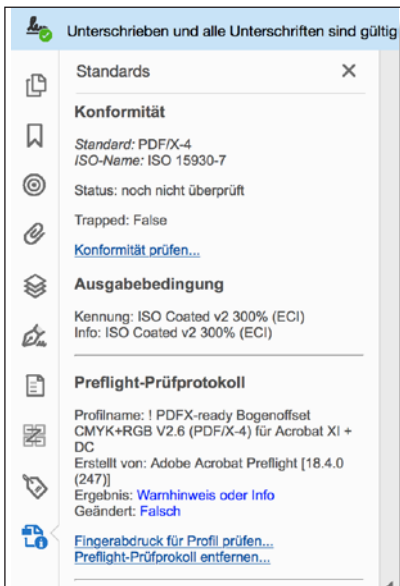 Unterschrieben und alle Unterschriften sind gültig
Standards
Konformität
Standard: PDF/X-4
ISO-Name: ISO 15930-7
Status: noch nicht überprüft
Trapped: False
Konformität prüfen...
Ausgabebedingung
Kennung: ISO Coated v2 300% (ECI)
Info: ISO Coated v2 300% (ECI)
Preflight-Prüfprotokoll
Profilname: ! PDFX-ready Bogenoffset
CMYK+RGB V2.6 (PDF/X-4) für Acrobat XI +
DC
Erstellt von: Adobe Acrobat Preflight [18.4.0
(247)]
Ergebnis: Warnhinweis oder Info
Geändert: Falsch
Fingerabdruck für Profil prüfen...
Preflight-Prüfprokoll entfernen...